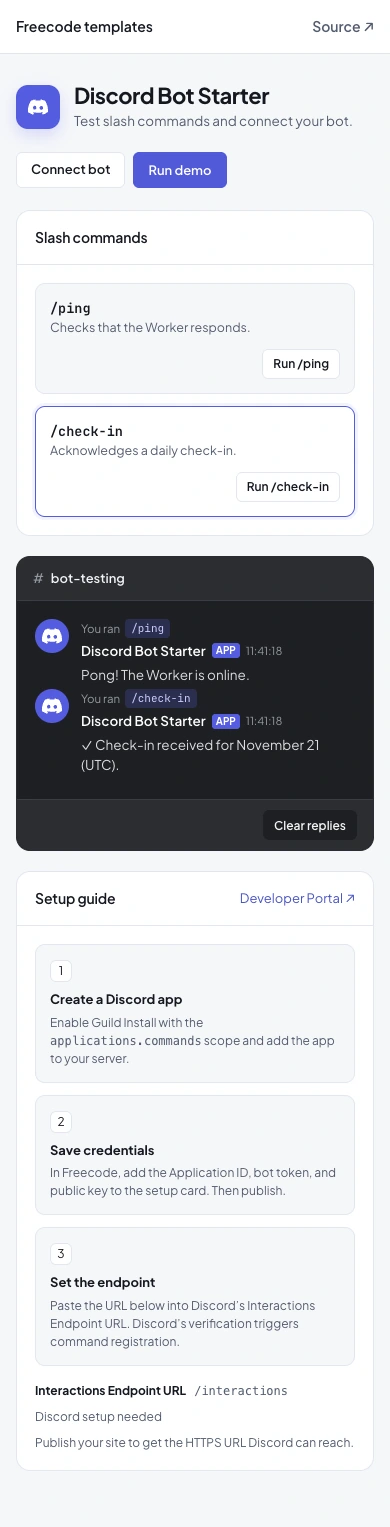 Freecode templates
Source ↗
Discord Bot Starter
Test slash commands and connect your bot.
Connect bot
Run demo
Slash commands
/ping
Checks that the Worker responds.
Run /ping
/check-in
Acknowledges a daily check-in.
Run /check-in
# bot-testing
You ran /ping
Discord Bot Starter APP 11:41:18
Pong! The Worker is online.
You ran /check-in
Discord Bot Starter APP 11:41:18
✓ Check-in received for November 21
(UTC).
Clear replies
Setup guide
Developer Portal ↗
1
Create a Discord app
Enable Guild Install with the
applications.commands scope and add the app
to your server.
2
Save credentials
In Freecode, add the Application ID, bot token, and
public key to the setup card. Then publish.
3
Set the endpoint
Paste the URL below into Discord's Interactions
Endpoint URL. Discord's verification triggers
command registration.
Interactions Endpoint URL /interactions
Discord setup needed
Publish your site to get the HTTPS URL Discord can reach.